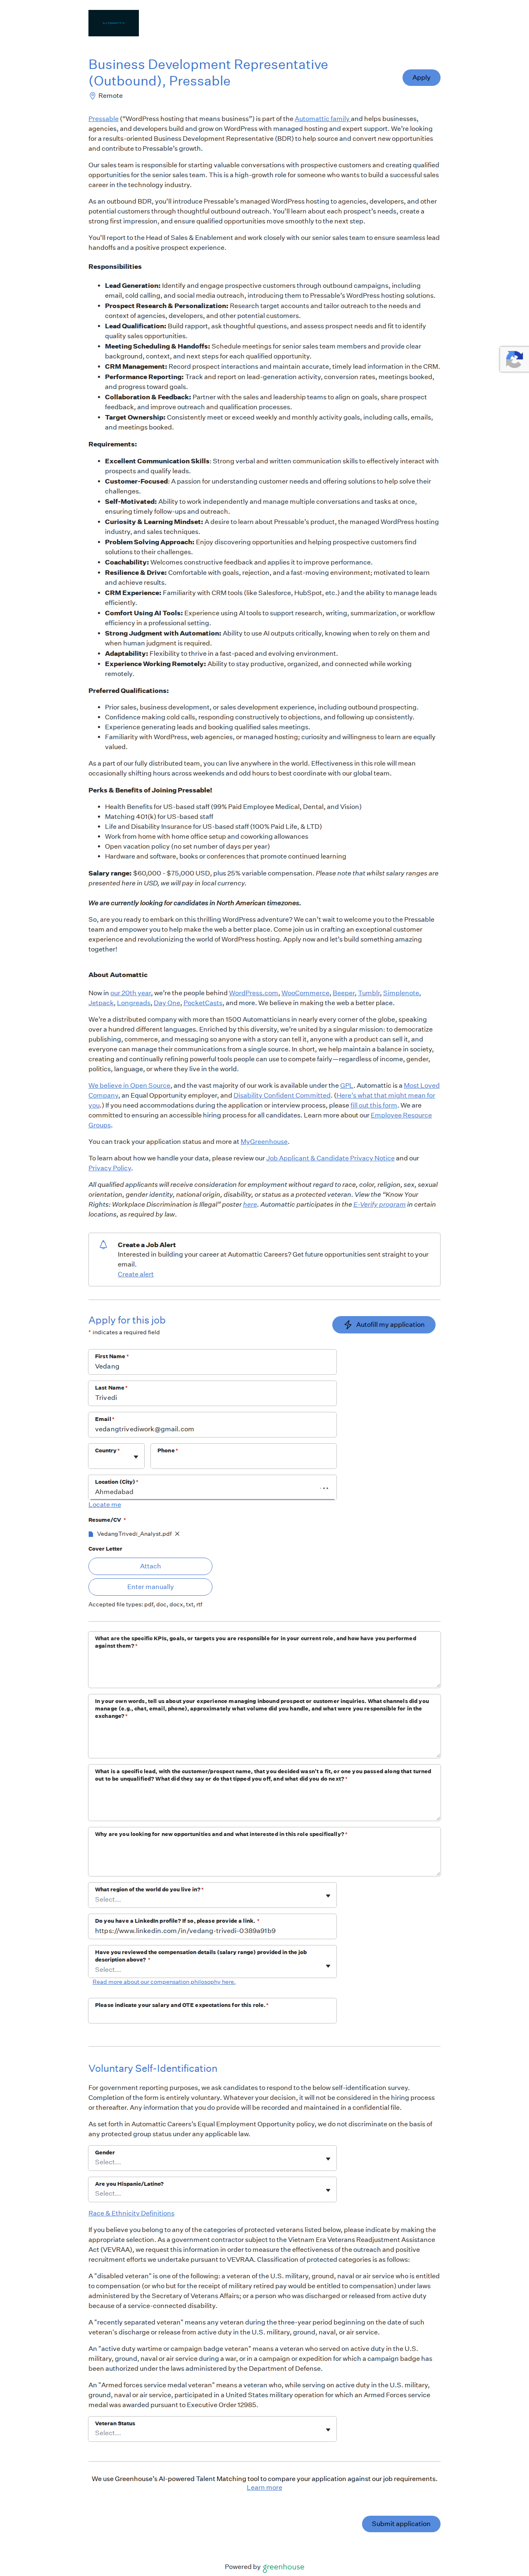 AUTOMATTIC
Business Development Representative
(Outbound), Pressable
Apply
Remote
Pressable ("WordPress hosting that means business") is part of the Automattic family and helps businesses,
agencies, and developers build and grow on WordPress with managed hosting and expert support. We're looking
for a results-oriented Business Development Representative (BDR) to help source and convert new opportunities
and contribute to Pressable's growth.
Our sales team is responsible for starting valuable conversations with prospective customers and creating qualified
opportunities for the senior sales team. This is a high-growth role for someone who wants to build a successful sales
career in the technology industry.
As an outbound BDR, you'll introduce Pressable's managed WordPress hosting to agencies, developers, and other
potential customers through thoughtful outbound outreach. You'll learn about each prospect's needs, create a
strong first impression, and ensure qualified opportunities move smoothly to the next step.
You'll report to the Head of Sales & Enablement and work closely with our senior sales team to ensure seamless lead
handoffs and a positive prospect experience.
Responsibilities
• Lead Generation: Identify and engage prospective customers through outbound campaigns, including
email, cold calling, and social media outreach, introducing them to Pressable's WordPress hosting solutions.
• Prospect Research & Personalization: Research target accounts and tailor outreach to the needs and
context of agencies, developers, and other potential customers.
• Lead Qualification: Build rapport, ask thoughtful questions, and assess prospect needs and fit to identify
quality sales opportunities.
• Meeting Scheduling & Handoffs: Schedule meetings for senior sales team members and provide clear
background, context, and next steps for each qualified opportunity.
• CRM Management: Record prospect interactions and maintain accurate, timely lead information in the CRM.
• Performance Reporting: Track and report on lead-generation activity, conversion rates, meetings booked,
and progress toward goals.
• Collaboration & Feedback: Partner with the sales and leadership teams to align on goals, share prospect
feedback, and improve outreach and qualification processes.
• Target Ownership: Consistently meet or exceed weekly and monthly activity goals, including calls, emails,
and meetings booked.
Requirements:
• Excellent Communication Skills: Strong verbal and written communication skills to effectively interact with
prospects and qualify leads.
• Customer-Focused: A passion for understanding customer needs and offering solutions to help solve their
challenges.
• Self-Motivated: Ability to work independently and manage multiple conversations and tasks at once,
ensuring timely follow-ups and outreach.
• Curiosity & Learning Mindset: A desire to learn about Pressable's product, the managed WordPress hosting
industry, and sales techniques.
• Problem Solving Approach: Enjoy discovering opportunities and helping prospective customers find
solutions to their challenges.
• Coachability: Welcomes constructive feedback and applies it to improve performance.
• Resilience & Drive: Comfortable with goals, rejection, and a fast-moving environment; motivated to learn
and achieve results.
• CRM Experience: Familiarity with CRM tools (like Salesforce, HubSpot, etc.) and the ability to manage leads
efficiently.
• Comfort Using AI Tools: Experience using AI tools to support research, writing, summarization, or workflow
efficiency in a professional setting.
• Strong Judgment with Automation: Ability to use AI outputs critically, knowing when to rely on them and
when human judgment is required.
• Adaptability: Flexibility to thrive in a fast-paced and evolving environment.
• Experience Working Remotely: Ability to stay productive, organized, and connected while working
remotely.
Preferred Qualifications:
• Prior sales, business development, or sales development experience, including outbound prospecting.
• Confidence making cold calls, responding constructively to objections, and following up consistently.
• Experience generating leads and booking qualified sales meetings.
• Familiarity with WordPress, web agencies, or managed hosting; curiosity and willingness to learn are equally
valued.
As a part of our fully distributed team, you can live anywhere in the world. Effectiveness in this role will mean
occasionally shifting hours across weekends and odd hours to best coordinate with our global team.
Perks & Benefits of Joining Pressable!
• Health Benefits for US-based staff (99% Paid Employee Medical, Dental, and Vision)
• Matching 401(k) for US-based staff
• Life and Disability Insurance for US-based staff (100% Paid Life, & LTD)
• Work from home with home office setup and coworking allowances
• Open vacation policy (no set number of days per year)
• Hardware and software, books or conferences that promote continued learning
Salary range: $60,000 - $75,000 USD, plus 25% variable compensation. Please note that whilst salary ranges are
presented here in USD, we will pay in local currency.
We are currently looking for candidates in North American timezones.
So, are you ready to embark on this thrilling WordPress adventure? We can't wait to welcome you to the Pressable
team and empower you to help make the web a better place. Come join us in crafting an exceptional customer
experience and revolutionizing the world of WordPress hosting. Apply now and let's build something amazing
together!
About Automattic
Now in our 20th year, we're the people behind WordPress.com, WooCommerce, Beeper, Tumblr, Simplenote,
Jetpack, Longreads, Day One, PocketCasts, and more. We believe in making the web a better place.
We're a distributed company with more than 1500 Automatticians in nearly every corner of the globe, speaking
over a hundred different languages. Enriched by this diversity, we're united by a singular mission: to democratize
publishing, commerce, and messaging so anyone with a story can tell it, anyone with a product can sell it, and
everyone can manage their communications from a single source. In short, we help maintain a balance in society,
creating and continually refining powerful tools people can use to compete fairly—regardless of income, gender,
politics, language, or where they live in the world.
We believe in Open Source, and the vast majority of our work is available under the GPL. Automattic is a Most Loved
Company, an Equal Opportunity employer, and Disability Confident Committed. (Here's what that might mean for
you.) If you need accommodations during the application or interview process, please fill out this form. We are
committed to ensuring an accessible hiring process for all candidates. Learn more about our Employee Resource
Groups.
You can track your application status and more at MyGreenhouse.
To learn about how we handle your data, please review our Job Applicant & Candidate Privacy Notice and our
Privacy Policy.
All qualified applicants will receive consideration for employment without regard to race, color, religion, sex, sexual
orientation, gender identity, national origin, disability, or status as a protected veteran. View the "Know Your
Rights: Workplace Discrimination is Illegal" poster here. Automattic participates in the E-Verify program in certain
locations, as required by law.
Create a Job Alert
Interested in building your career at Automattic Careers? Get future opportunities sent straight to your
email.
Create alert
Apply for this job
* indicates a required field
Autofill my application
First Name*
Vedang
Last Name*
Trivedi
Email*
vedangtrivediwork@gmail.com
Country*
Phone*
Location (City)*
Ahmedabad
Locate me
Resume/CV *
VedangTrivedi_Analyst.pdf
Cover Letter
Attach
Enter manually
Accepted file types: pdf, doc, docx, txt, rtf
What are the specific KPIs, goals, or targets you are responsible for in your current role, and how have you performed
against them?*
In your own words, tell us about your experience managing inbound prospect or customer inquiries. What channels did you
manage (e.g., chat, email, phone), approximately what volume did you handle, and what were you responsible for in the
exchange?*
What is a specific lead, with the customer/prospect name, that you decided wasn't a fit, or one you passed along that turned
out to be unqualified? What did they say or do that tipped you off, and what did you do next?*
Why are you looking for new opportunities and and what interested in this role specifically?*
What region of the world do you live in?*
Select...
Do you have a LinkedIn profile? If so, please provide a link. *
https://www.linkedin.com/in/vedang-trivedi-0389a91b9
Have you reviewed the compensation details (salary range) provided in the job
description above? *
Select...
Read more about our compensation philosophy here.
Please indicate your salary and OTE expectations for this role.*
Voluntary Self-Identification
For government reporting purposes, we ask candidates to respond to the below self-identification survey.
Completion of the form is entirely voluntary. Whatever your decision, it will not be considered in the hiring process
or thereafter. Any information that you do provide will be recorded and maintained in a confidential file.
As set forth in Automattic Careers's Equal Employment Opportunity policy, we do not discriminate on the basis of
any protected group status under any applicable law.
Gender
Select...
Are you Hispanic/Latino?
Select...
Race & Ethnicity Definitions
If you believe you belong to any of the categories of protected veterans listed below, please indicate by making the
appropriate selection. As a government contractor subject to the Vietnam Era Veterans Readjustment Assistance
Act (VEVRAA), we request this information in order to measure the effectiveness of the outreach and positive
recruitment efforts we undertake pursuant to VEVRAA. Classification of protected categories is as follows:
A "disabled veteran" is one of the following: a veteran of the U.S. military, ground, naval or air service who is entitled
to compensation (or who but for the receipt of military retired pay would be entitled to compensation) under laws
administered by the Secretary of Veterans Affairs; or a person who was discharged or released from active duty
because of a service-connected disability.
A "recently separated veteran" means any veteran during the three-year period beginning on the date of such
veteran's discharge or release from active duty in the U.S. military, ground, naval, or air service.
An "active duty wartime or campaign badge veteran" means a veteran who served on active duty in the U.S.
military, ground, naval or air service during a war, or in a campaign or expedition for which a campaign badge has
been authorized under the laws administered by the Department of Defense.
An "Armed forces service medal veteran" means a veteran who, while serving on active duty in the U.S. military,
ground, naval or air service, participated in a United States military operation for which an Armed Forces service
medal was awarded pursuant to Executive Order 12985.
Veteran Status
Select...
We use Greenhouse's AI-powered Talent Matching tool to compare your application against our job requirements.
Learn more
Submit application
Powered by greenhouse